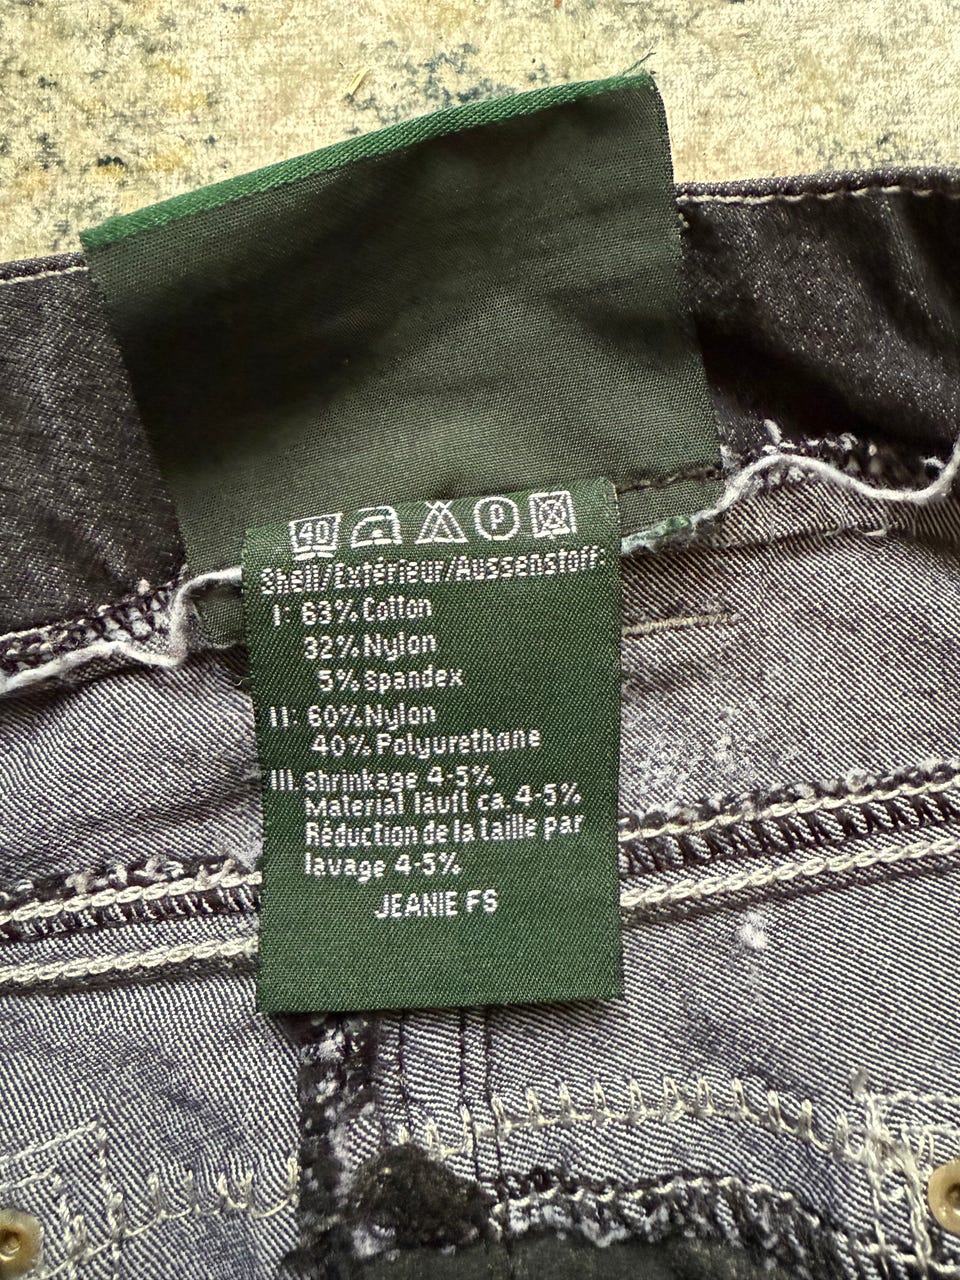 40 P
Shell/Extérieur/Aussenstoff:
I: 63% Cotton
32% Nylon
5% Spandex
II: 60% Nylon
40% Polyurethane
III. Shrinkage 4-5%
Material läuft ca. 4-5%
Réduction de la taille par
lavage 4-5%
JEANIE FS